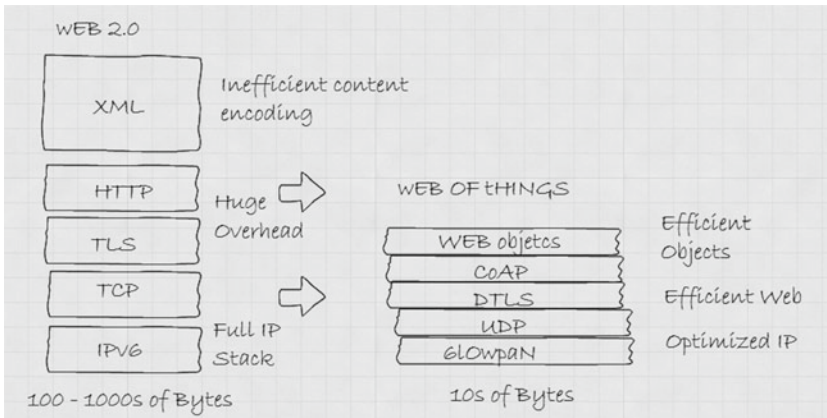 WEB 2.0
XML
Inefficient content
encoding
HTTP
TLS
Huge
Overhead
TCP
IPV6
Full IP
Stack
100 - 1000s of Bytes
WEB OF tHINGS
WEB objetcs
CoAP
DTLS
UDP
6lOwpaN
Efficient
Objects
Efficient Web
Optimized IP
10s of Bytes